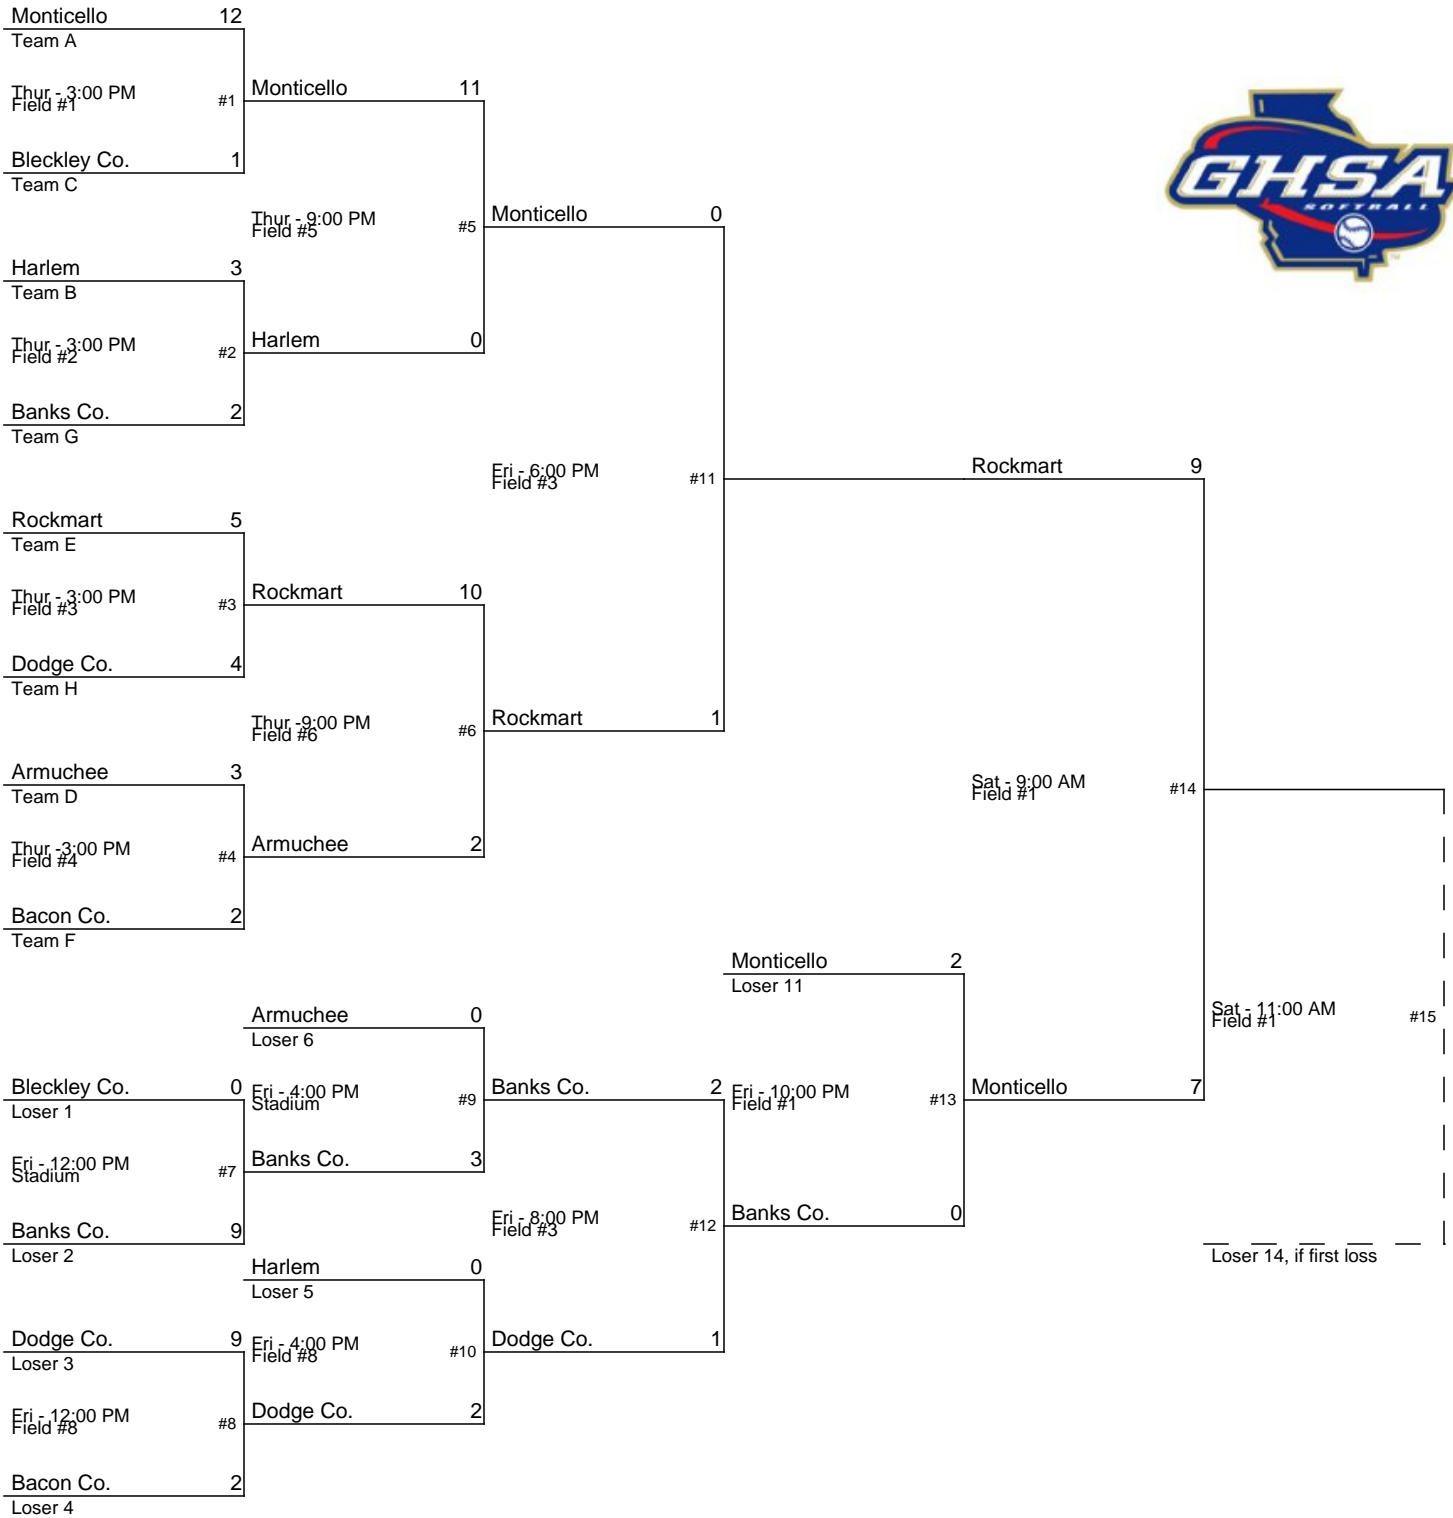 Monticello 12
Team A
Thur - 3:00 PM
Field #1
#1
Bleckley Co. 1
Team C
Monticello 11
Thur - 9:00 PM
Field #5
#5
Harlem 3
Team B
Thur - 3:00 PM
Field #2
#2
Harlem 0
Banks Co. 2
Team G
Monticello 0
Fri - 6:00 PM
Field #3
#11
Rockmart 5
Team E
Thur - 3:00 PM
Field #3
#3
Rockmart 10
Dodge Co. 4
Team H
Thur -9:00 PM
Field #6
#6
Rockmart 1
Armuchee 3
Team D
Thur -3:00 PM
Field #4
#4
Armuchee 2
Bacon Co. 2
Team F
GHSA
SOFTBALL
TM
Rockmart 9
Sat - 9:00 AM
Field #1
#14
Monticello 2
Loser 11
Armuchee 0
Loser 6
Bleckley Co. 0
Loser 1
Fri - 4:00 PM
Stadium
#9
Banks Co. 2
Fri - 10:00 PM
Field #1
#13
Monticello 7
Sat - 11:00 AM
Field #1
#15
Fri - 12:00 PM
Stadium
#7
Banks Co. 3
Banks Co. 9
Loser 2
Fri - 8:00 PM
Field #3
#12
Banks Co. 0
Loser 14, if first loss
Harlem 0
Loser 5
Dodge Co. 9
Loser 3
Fri - 4:00 PM
Field #8
#10
Dodge Co. 1
Fri - 12:00 PM
Field #8
#8
Dodge Co. 2
Bacon Co. 2
Loser 4